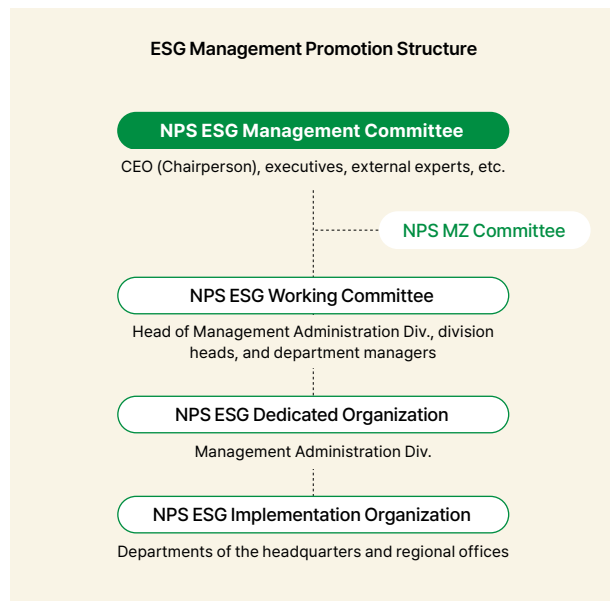 ESG Management Promotion Structure
NPS ESG Management Committee
CEO (Chairperson), executives, external experts, etc.
NPS MZ Committee
NPS ESG Working Committee
Head of Management Administration Div., division
heads, and department managers
NPS ESG Dedicated Organization
Management Administration Div.
NPS ESG Implementation Organization
Departments of the headquarters and regional offices